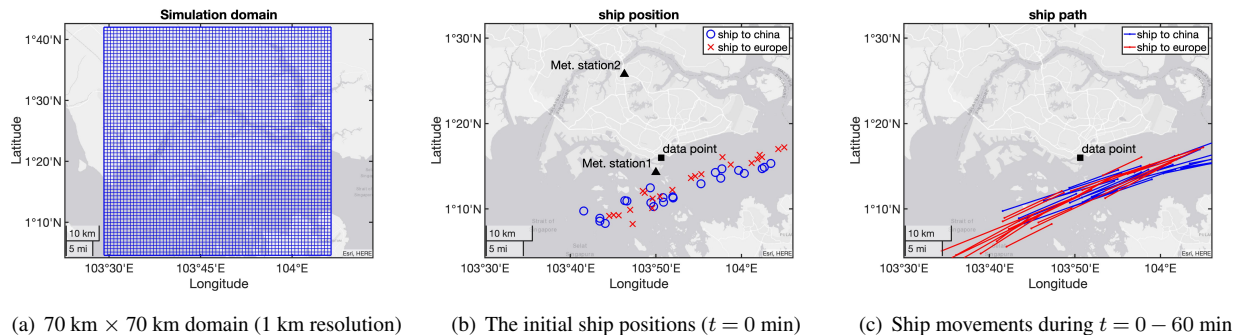 Simulation domain
1°40'N
1°30'N
1°20'N
1°10'N
Latitude
10 km
5 mi
Esri, HERE
103°30'E
103°45'E
104°E
Longitude
(a) 70 km × 70 km domain (1 km resolution)
ship position
ship to china
ship to europe
Met. station2
data point
Met. station1
1°30'N
1°20'N
1°10'N
Latitude
10 km
5 mi
Esri, HERE
103°40'E
103°50'E
104°E
Longitude
(b) The initial ship positions (t = 0 min)
ship path
ship to china
ship to europe
data point
1°30'N
1°20'N
1°10'N
Latitude
Strait of
Singapore
10 km
5 mi
Esri, HERE
103°40'E
103°50'E
104°E
Longitude
(c) Ship movements during t = 0 – 60 min